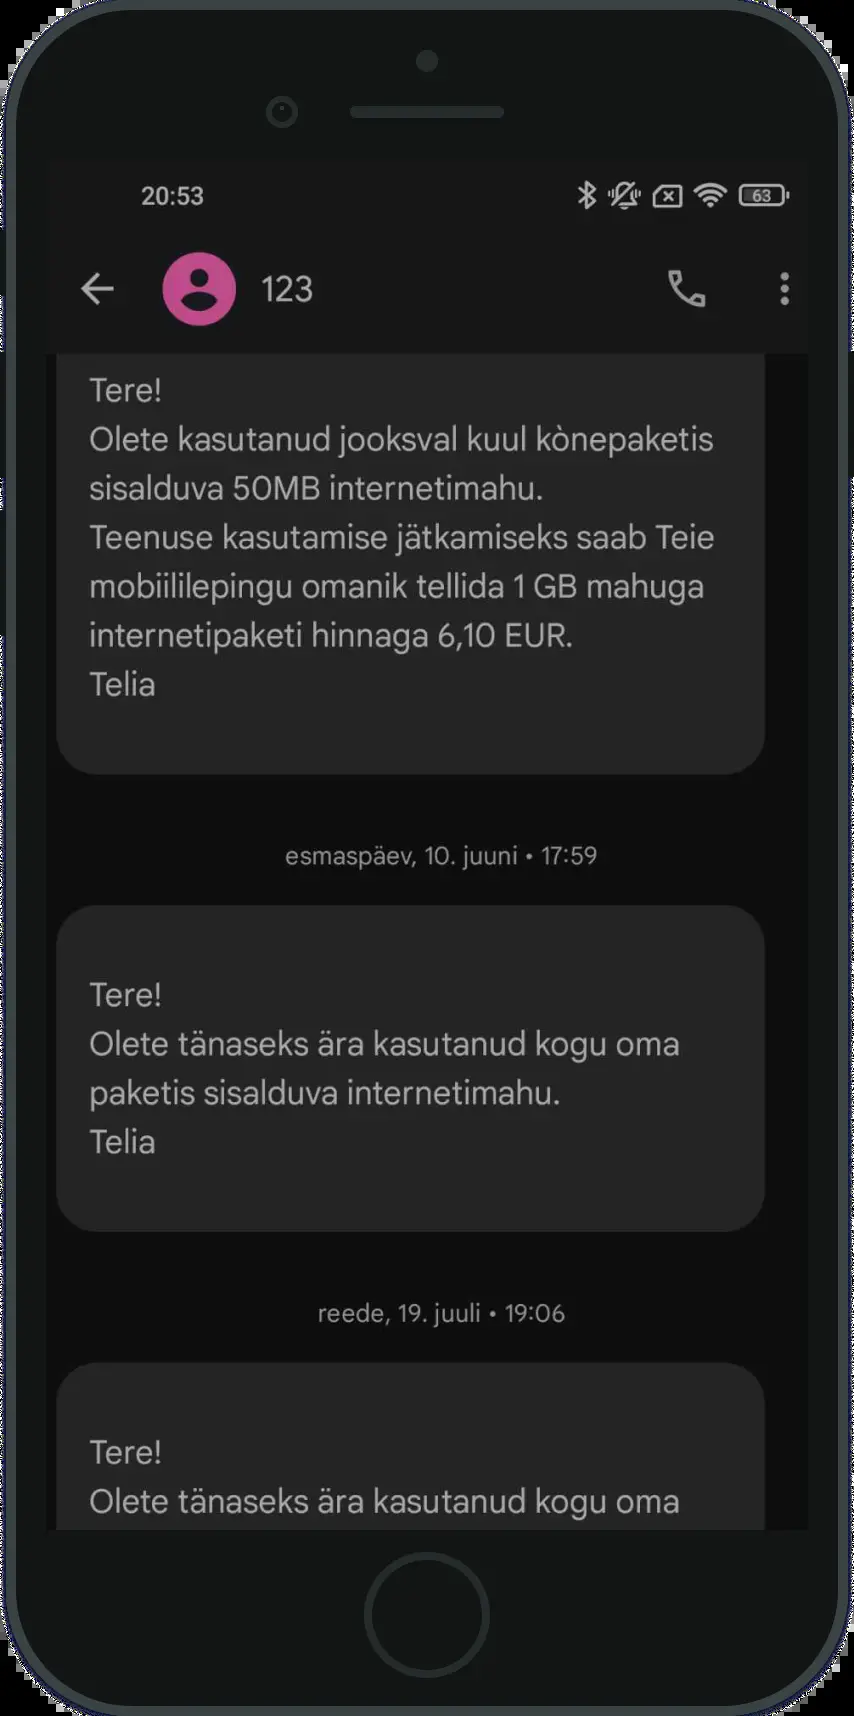 20:53
63
123
Tere!
Olete kasutanud jooksval kuul kònepaketis
sisalduva 50MB internetimahu.
Teenuse kasutamise jätkamiseks saab Teie
mobiililepingu omanik tellida 1 GB mahuga
internetipaketi hinnaga 6,10 EUR.
Telia
esmaspäev, 10. juuni • 17:59
Tere!
Olete tänaseks ära kasutanud kogu oma
paketis sisalduva internetimahu.
Telia
reede, 19. juuli • 19:06
Tere!
Olete tänaseks ära kasutanud kogu oma